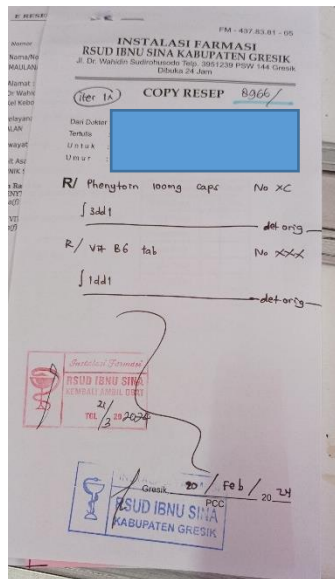 E RESE
FM - 437.83.81 - 05
INSTALASI FARMASI
RSUD IBNU SINA KABUPATEN GRESIK
Jl. Dr. Wahidin Sudirohusodo Telp. 3951239 PSW 144 Gresik
Dibuka 24 Jam
iter 1x COPY RESEP 8966/
Dari Dokter :
Tertulis
Untuk :
Umur :
R/ Phenytoin 100mg caps No XC
∫ 3dd1
det orig
R/ Vit B6 tab No XXX
∫ 1dd1
det orig
Instalasi Farmasi
RSUD IBNU SINA
KEMBALI AMBIL OBAT
TGL 21/3 2024
Gresik 20 / Feb / 20 24
PCC
RSUD IBNU SINA
KABUPATEN GRESIK